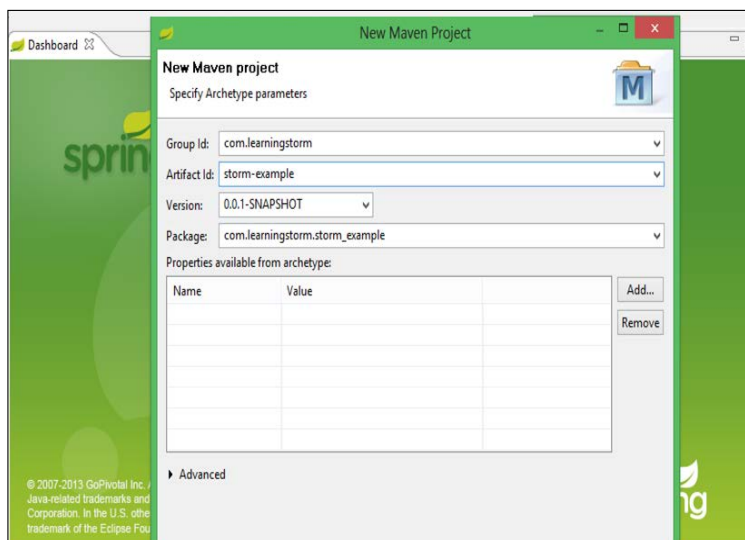 New Maven Project
Dashboard
New Maven project
Specify Archetype parameters
M
spring
Group Id: com.learningstorm
Artifact Id: storm-example
Version: 0.0.1-SNAPSHOT
Package: com.learningstorm.storm_example
Properties available from archetype:
Name Value
Add...
Remove
Advanced
© 2007-2013 GoPivotal Inc.
Java-related trademarks and
Corporation. In the U.S. othe
trademark of the Eclipse Fou
ng